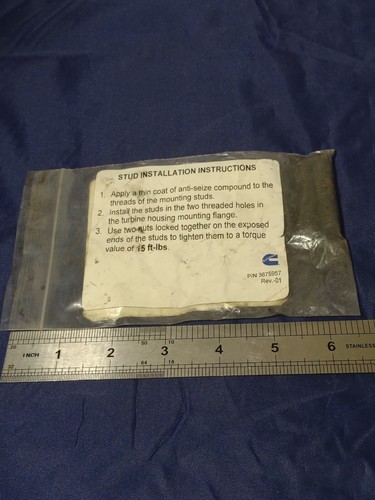 STUD INSTALLATION INSTRUCTIONS
1. Apply a thin coat of anti-seize compound to the
threads of the mounting studs.
2. Install the studs in the two threaded holes in
the turbine housing mounting flange.
3. Use two nuts locked together on the exposed
ends of the studs to tighten them to a torque
value of 15 ft-lbs.
P/N 3675957
Rev.-01
INCH 1 2 3 4 5 6 STAINLESS